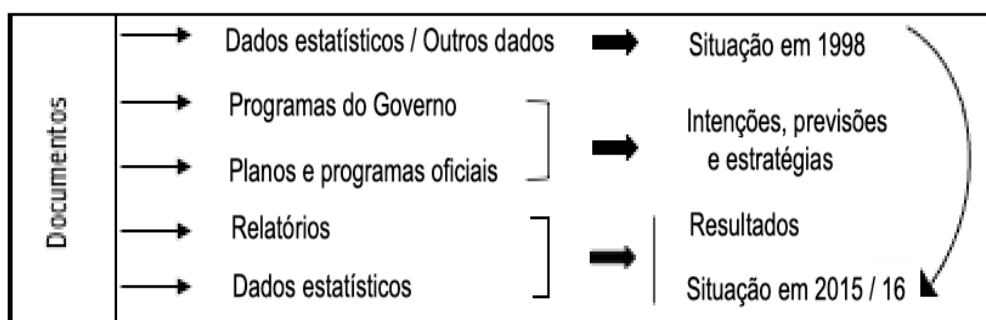 Documentos
Dados estatísticos / Outros dados
Situação em 1998
Programas do Governo
Planos e programas oficiais
Intenções, previsões
e estratégias
Relatórios
Dados estatísticos
Resultados
Situação em 2015 / 16